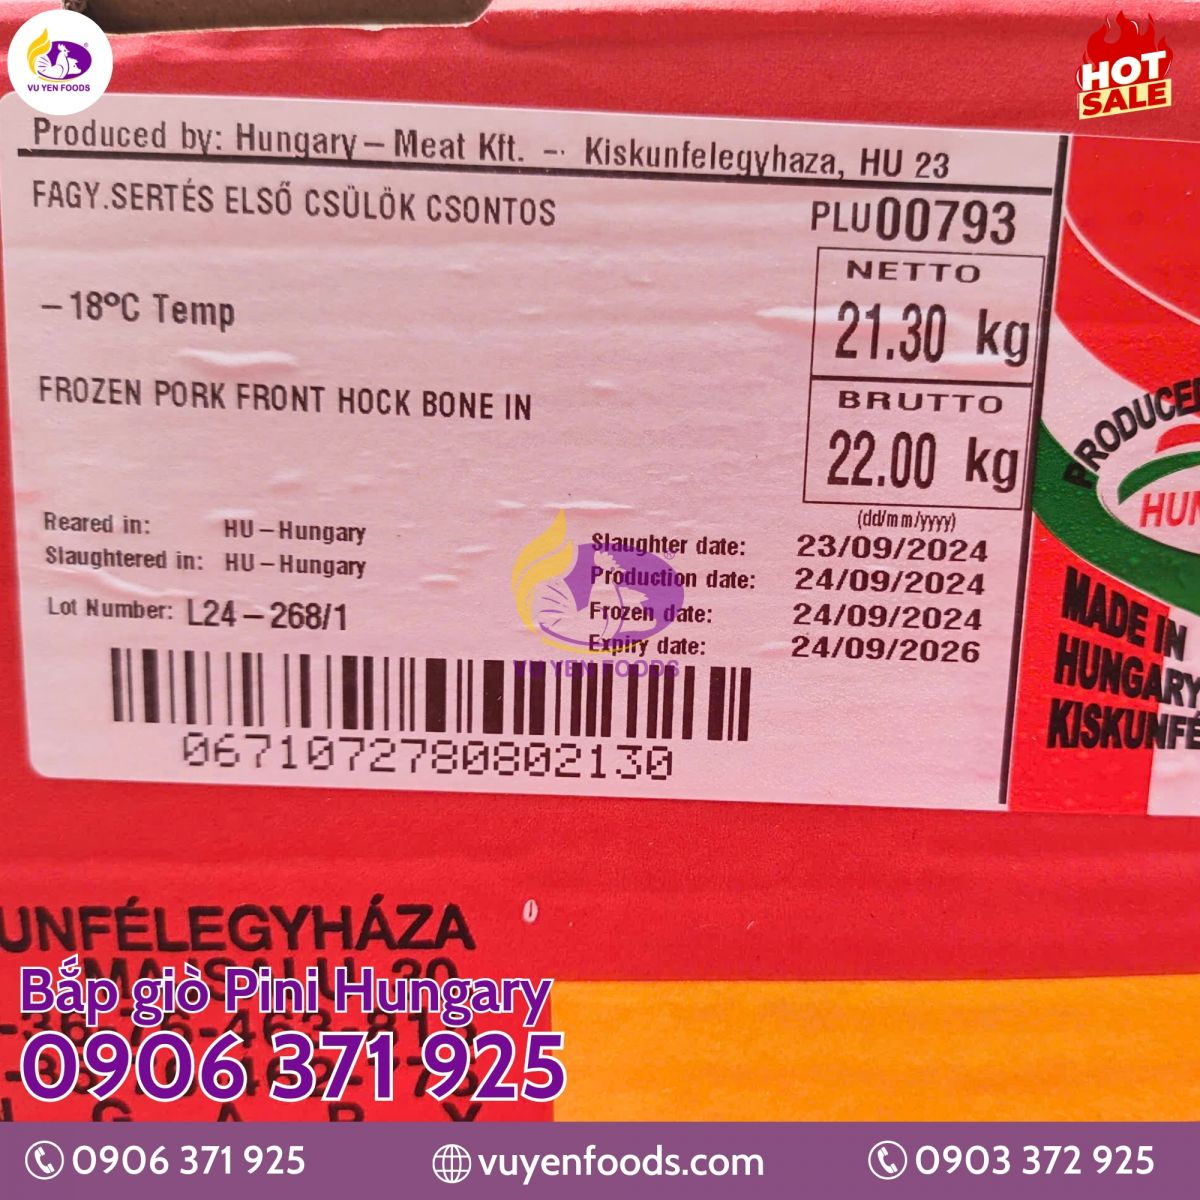 VU YEN FOODS
HOT
SALE
Produced by: Hungary – Meat Kft. – Kiskunfelegyhaza, HU 23
FAGY.SERTÉS ELSŐ CSÜLÖK CSONTOS
PLU00793
NETTO
21.30 kg
–18ºC Temp
FROZEN PORK FRONT HOCK BONE IN
BRUTTO
22.00 kg
(dd/mm/yyyy)
Reared in: HU–Hungary
Slaughtered in: HU–Hungary
Lot Number: L24–268/1
Slaughter date: 23/09/2024
Production date: 24/09/2024
Frozen date: 24/09/2024
Expiry date: 24/09/2026
VU YEN FOODS
0671072780802130
PRODUCE
HUN
MADE IN
HUNGARY
KISKUNFÉ
UNFÉLEGYHÁZA
Bắp giò Pini Hungary
0906 371 925
0906 371 925
vuyenfoods.com
0903 372 925